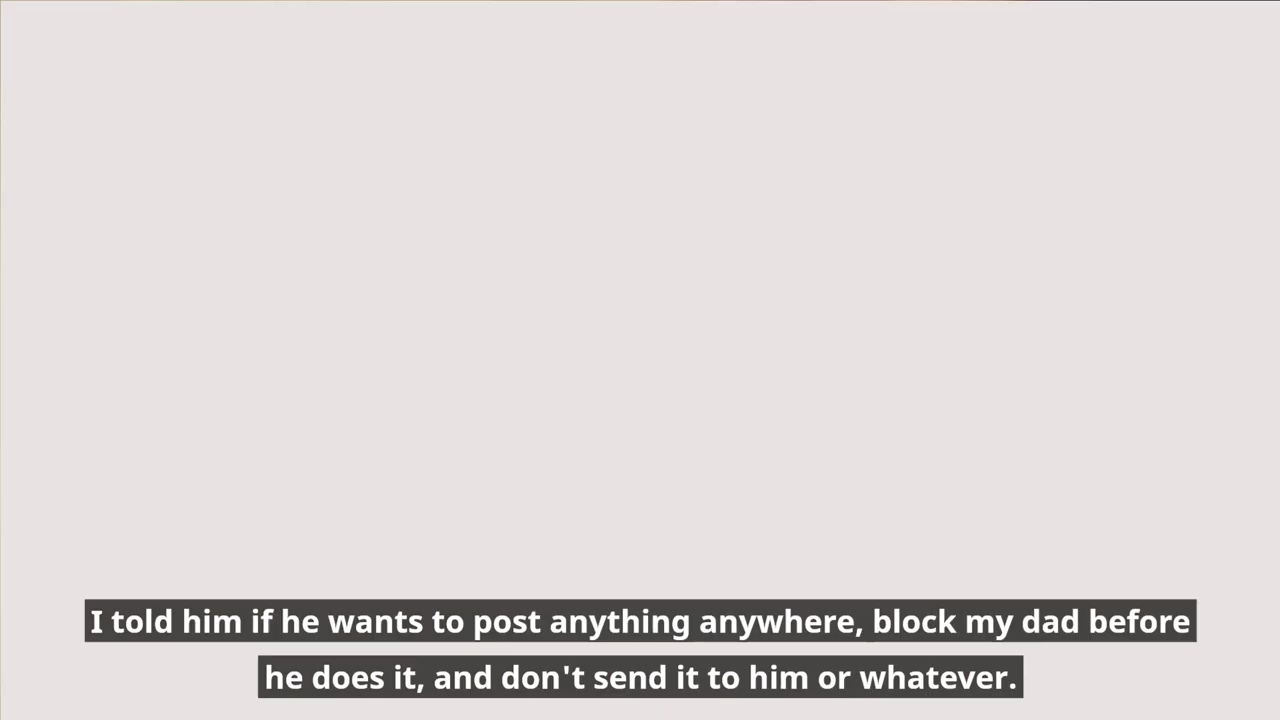 I told him if he wants to post anything anywhere, block my dad before
he does it, and don't send it to him or whatever.